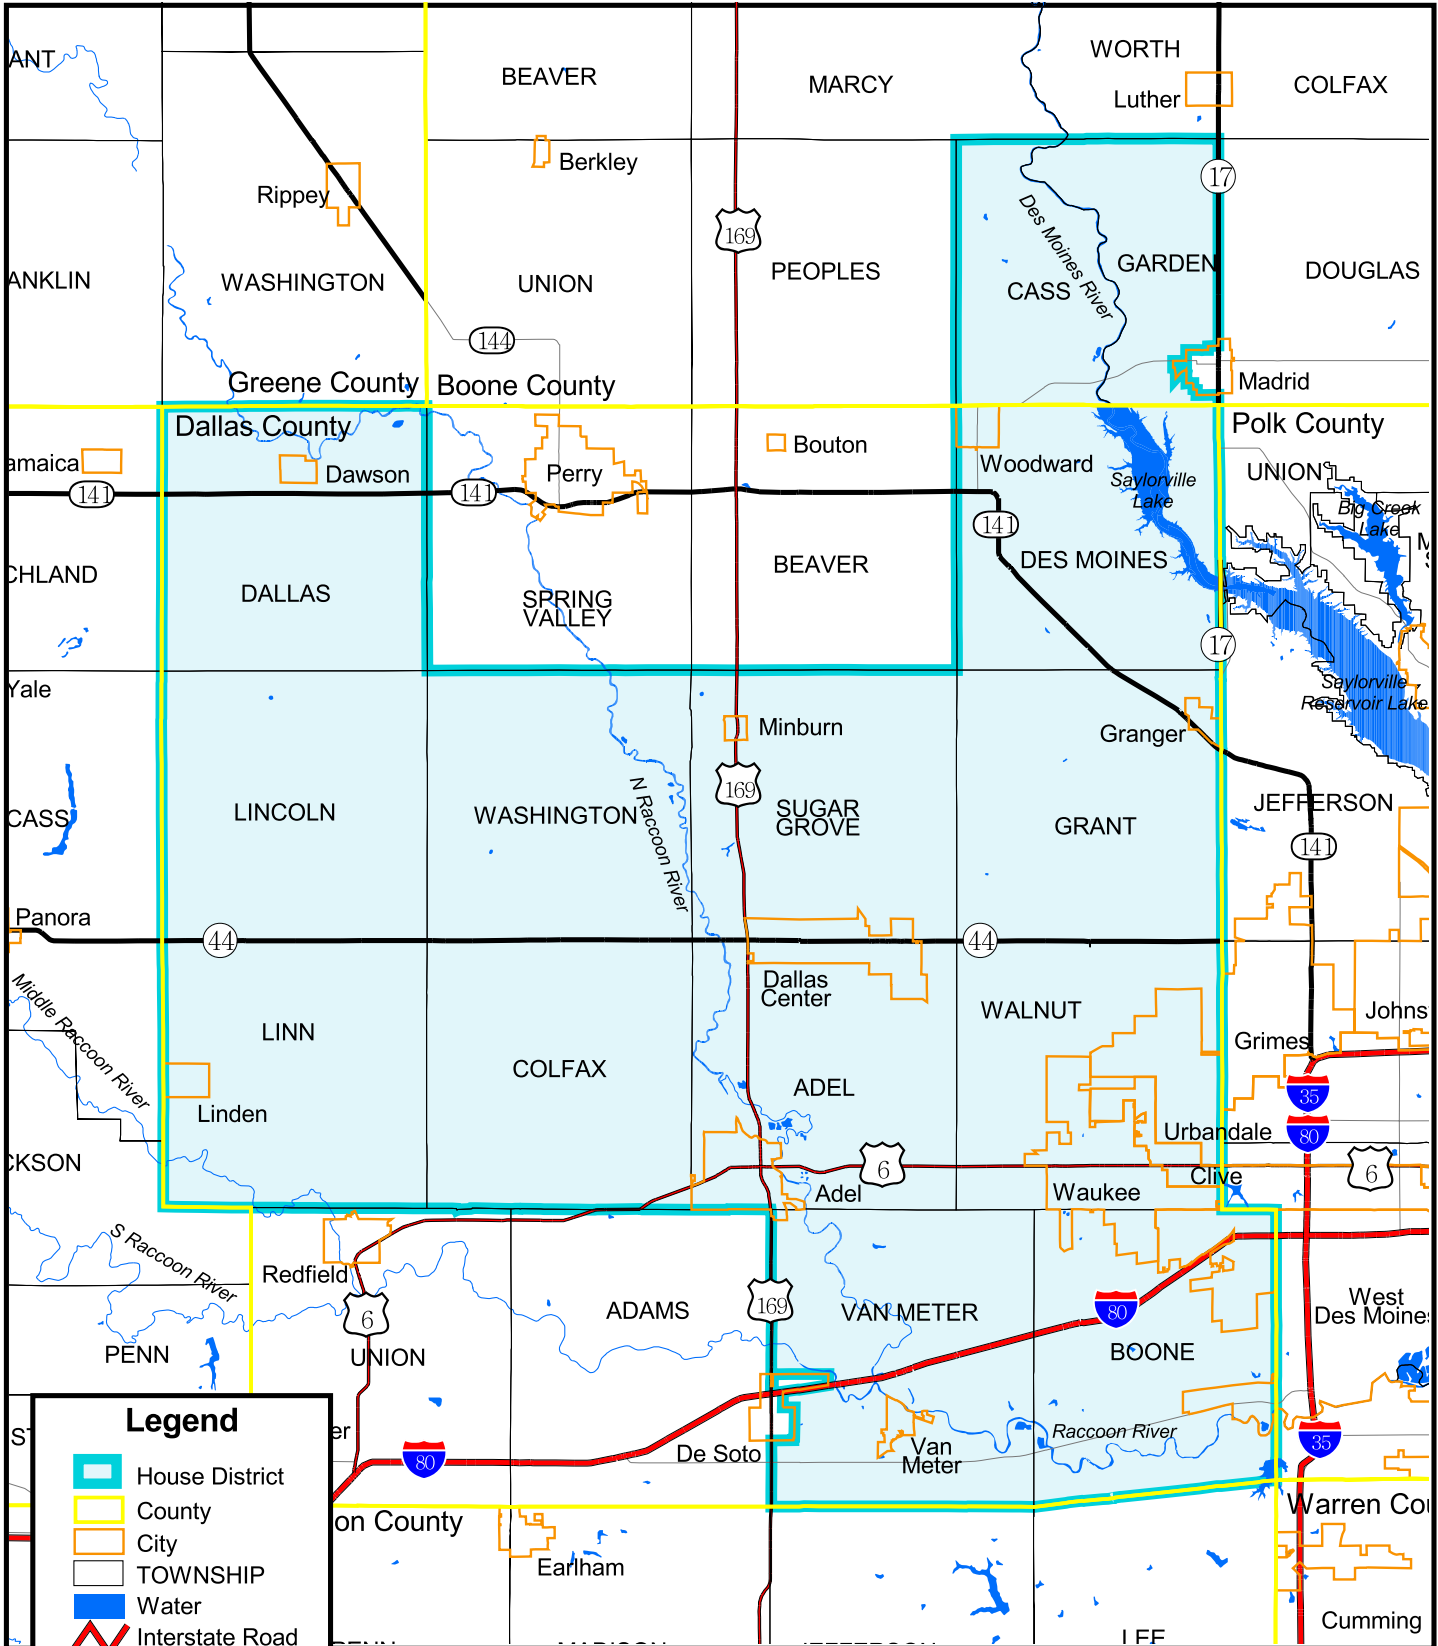 ANT
BEAVER
MARCY
WORTH
Luther
COLFAX
Berkley
Rippey
17
169
Des Moines River
ANKLIN
WASHINGTON
UNION
PEOPLES
CASS
GARDEN
DOUGLAS
144
Greene County
Boone County
Madrid
Dallas County
Polk County
amaica
Dawson
Perry
Bouton
Woodward
UNION
141
141
Saylorville
Lake
Big Creek
Lake
141
CHLAND
DALLAS
SPRING
VALLEY
BEAVER
DES MOINES
17
Yale
Saylorville
Reservoir Lake
Minburn
Granger
169
N Raccoon River
CASS
LINCOLN
WASHINGTON
SUGAR
GROVE
GRANT
JEFFERSON
141
Panora
44
44
Middle Raccoon River
Dallas
Center
WALNUT
Johns
LINN
Grimes
COLFAX
ADEL
35
Linden
Urbandale
80
CKSON
6
6
Clive
Adel
Waukee
S Raccoon River
Redfield
6
ADAMS
169
VAN METER
80
West
Des Moine
PENN
UNION
BOONE
Legend
er
De Soto
80
Van
Meter
Raccoon River
35
House District
County
on County
Warren Cou
City
Earlham
TOWNSHIP
Water
Cumming
Interstate Road
LEE